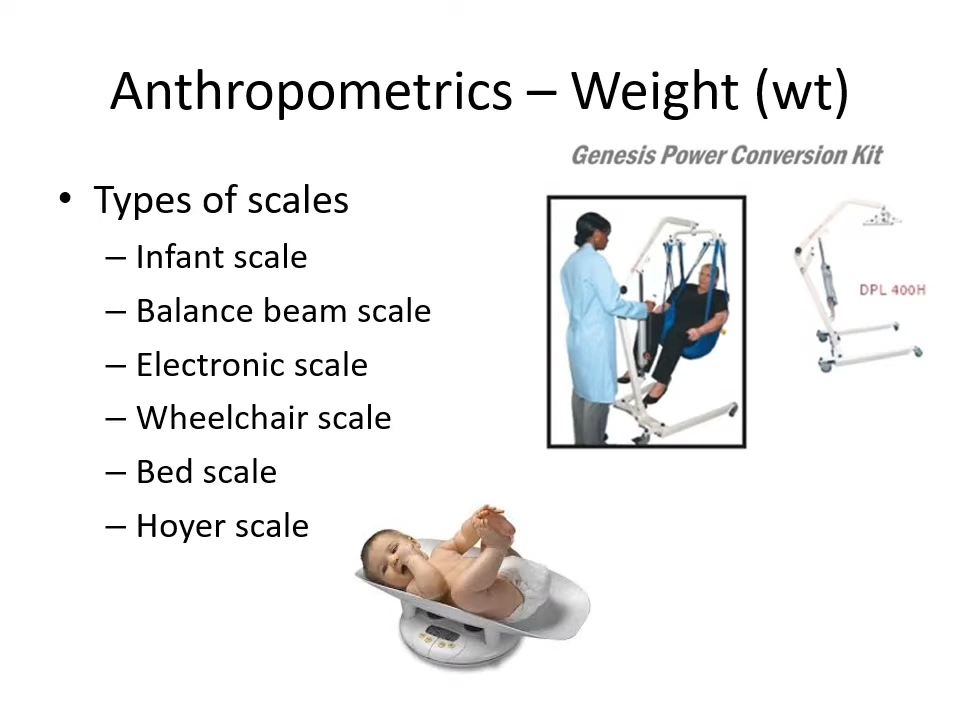 Anthropometrics – Weight (wt)
Genesis Power Conversion Kit
• Types of scales
– Infant scale
– Balance beam scale
– Electronic scale
– Wheelchair scale
– Bed scale
– Hoyer scale
DPL 400H